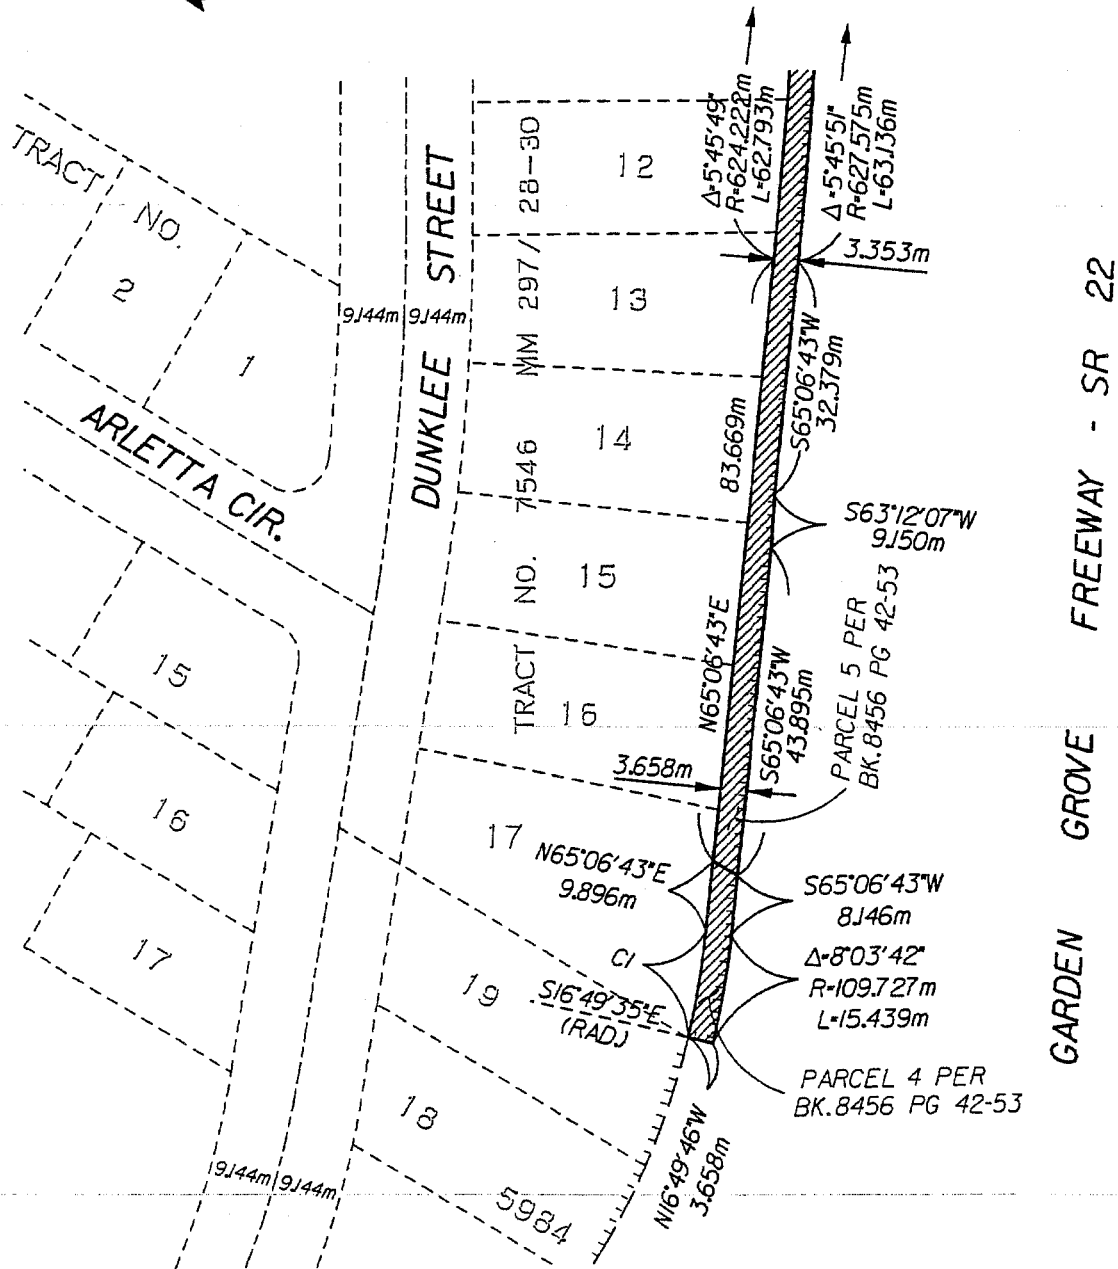 TRACT
NO.
2
1
ARLETTA CIR.
9.144m
9.144m
DUNKLEE STREET
TRACT NO. 7546 MM 297/28-30
12
13
14
15
16
17
Δ=5°45'49"
R=624.222m
L=62.793m
Δ=5°45'51"
R=627.575m
L=63.136m
3.353m
S65°06'43"W
32.379m
83.669m
N65°06'43"E
S63°12'07"W
9.150m
S65°06'43"W
43.895m
PARCEL 5 PER
BK.8456 PG 42-53
3.658m
N65°06'43"E
9.896m
S65°06'43"W
8.146m
C1
Δ=8°03'42"
R=109.727m
L=15.439m
S16°49'35"E
(RAD.)
PARCEL 4 PER
BK.8456 PG 42-53
N16°49'46"W
3.658m
15
16
17
19
18
5984
9.144m
9.144m
GARDEN GROVE FREEWAY - SR 22